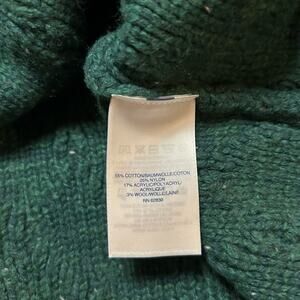 55% COTTON/BAUMWOLLE/COTON
25% NYLON
17% ACRYLIC/POLYACRYL/
ACRYLIQUE
3% WOOL/WOLLE/LAINE
RN 62830